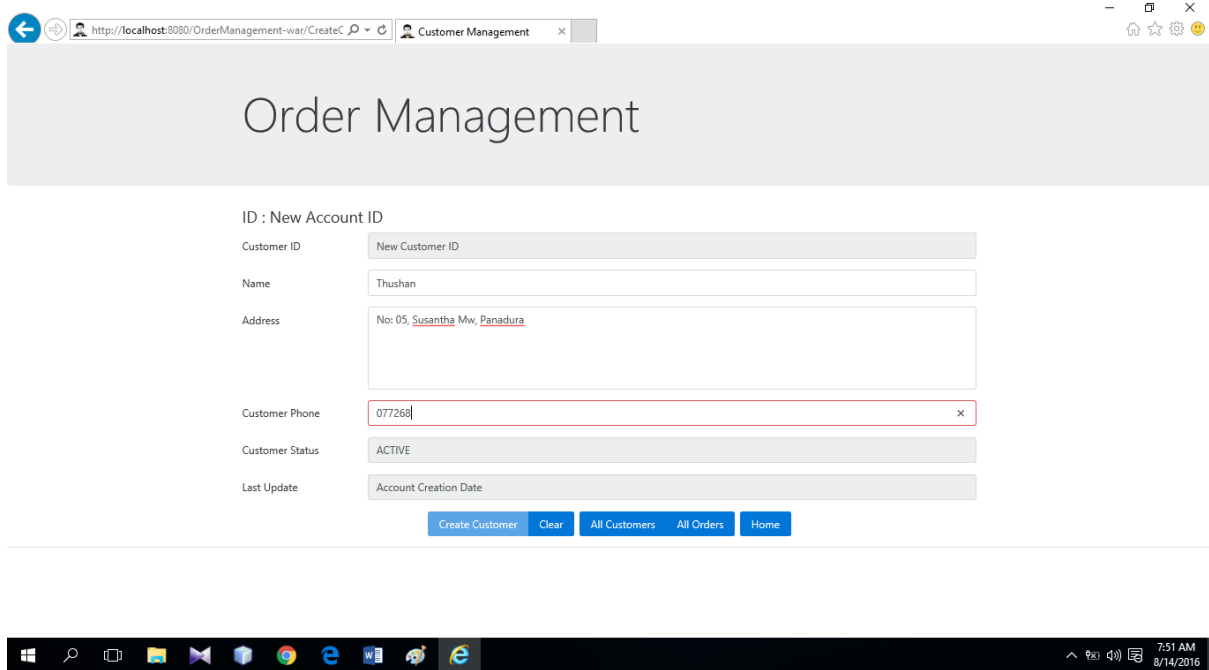 http://localhost:8080/OrderManagement-war/CreateC
Customer Management
Order Management
ID : New Account ID
Customer ID New Customer ID
Name Thushan
Address No: 05, Susantha Mw, Panadura
Customer Phone 077268
Customer Status ACTIVE
Last Update Account Creation Date
Create Customer Clear All Customers All Orders Home
7:51 AM
8/14/2016